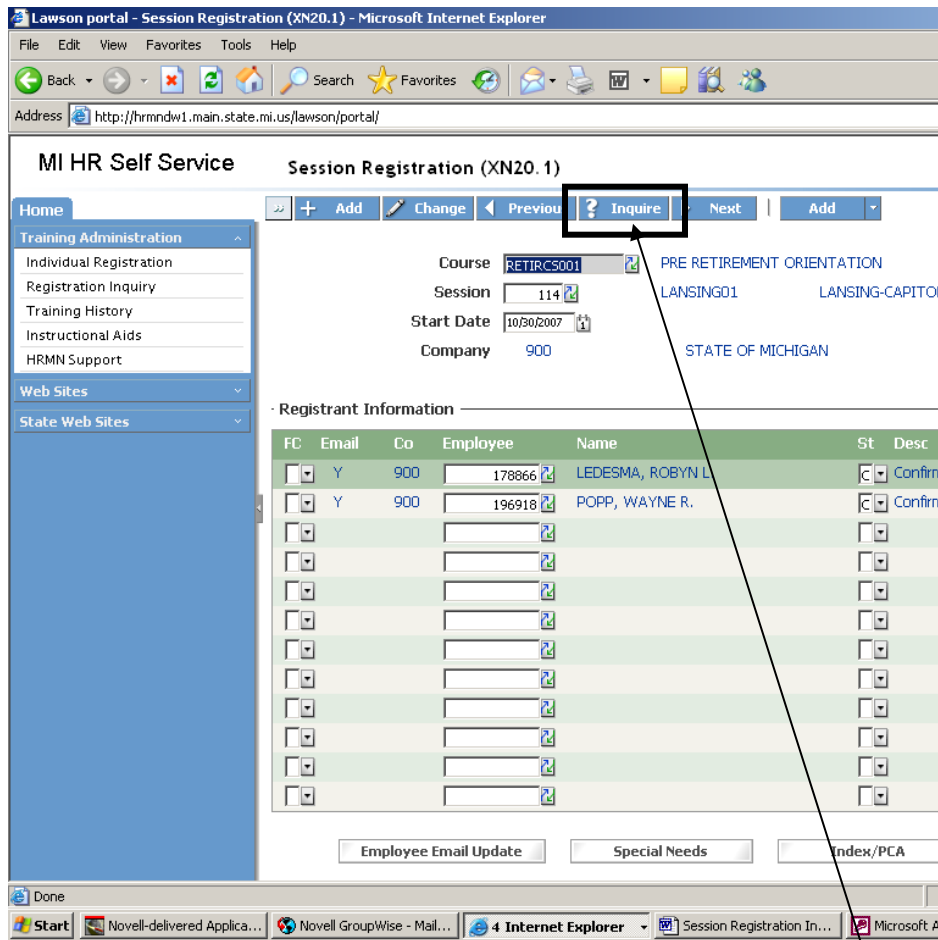 Lawson portal - Session Registration (XN20.1) - Microsoft Internet Explorer
File Edit View Favorites Tools Help
Back Search Favorites
Address http://hrmndw1.main.state.mi.us/lawson/portal/
MI HR Self Service Session Registration (XN20.1)
Home » + Add Change Previou ? Inquire Next | Add
Training Administration
Individual Registration
Registration Inquiry
Training History
Instructional Aids
HRMN Support
Web Sites
State Web Sites
Course RETIRCS001 PRE RETIREMENT ORIENTATION
Session 114 LANSING01 LANSING-CAPITO
Start Date 10/30/2007
Company 900 STATE OF MICHIGAN
Registrant Information
FC Email Co Employee Name St Desc
Y 900 178866 LEDESMA, ROBYN L C Confirm
Y 900 196918 POPP, WAYNE R. C Confirm
Employee Email Update Special Needs Index/PCA
Done
Start Novell-delivered Applica... Novell GroupWise - Mail... 4 Internet Explorer Session Registration In... Microsoft A